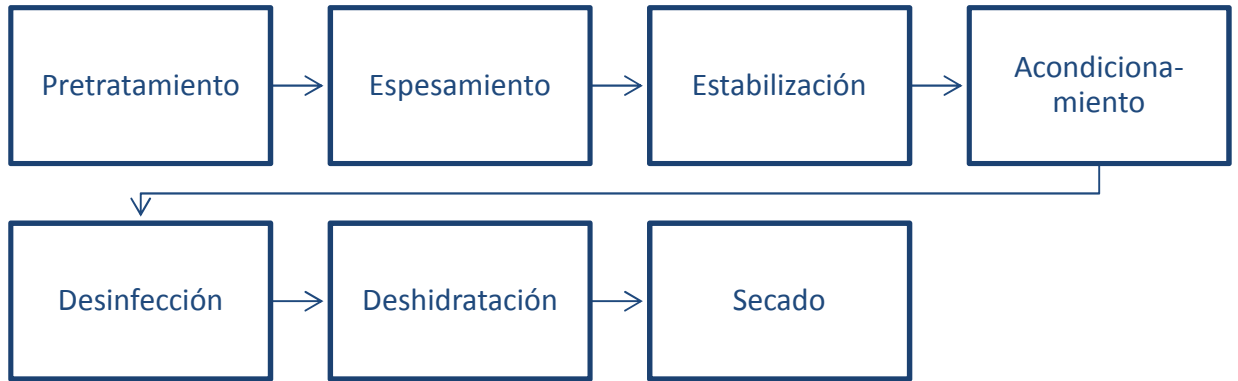 Pretratamiento
Espesamiento
Estabilización
Acondiciona-
miento
Desinfección
Deshidratación
Secado